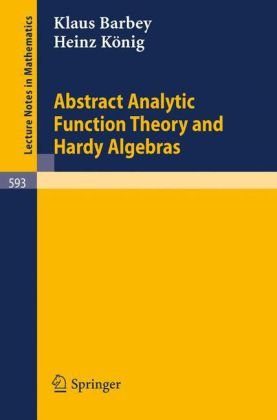 Klaus Barbey
Heinz König
Abstract Analytic
Function Theory and
Hardy Algebras
Lecture Notes in Mathematics
593
Springer